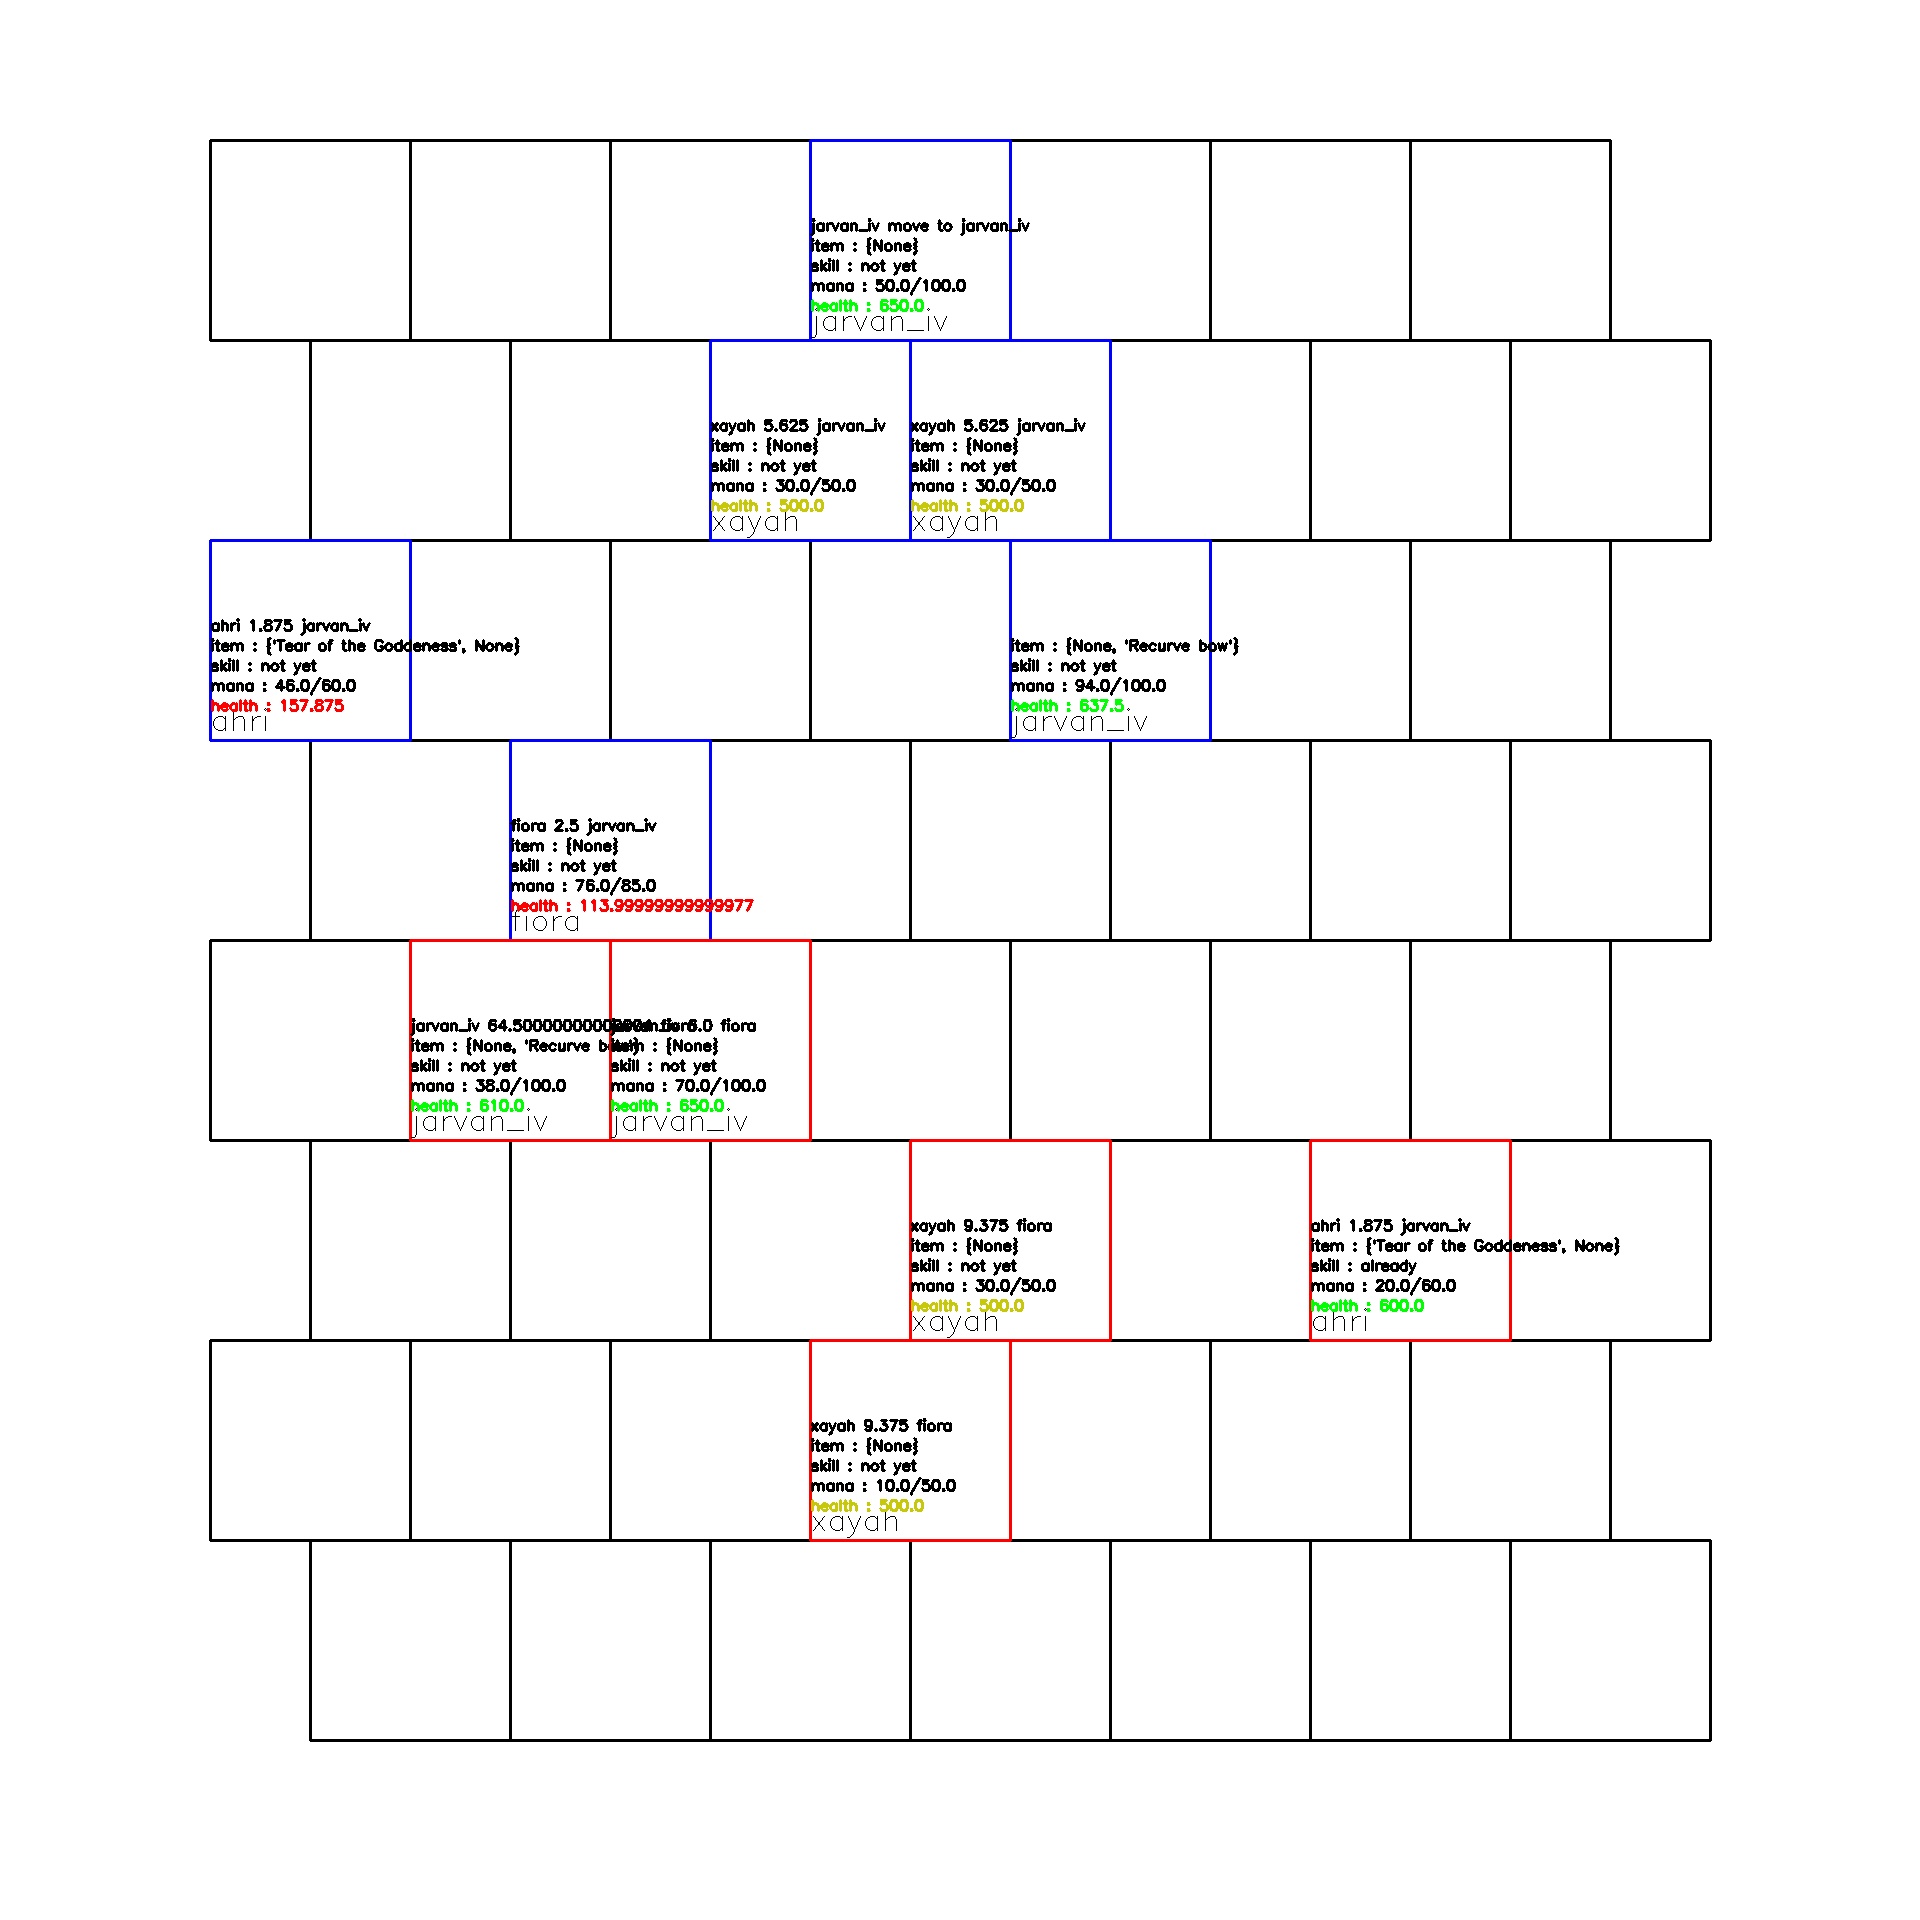 jarvan_iv move to jarvan_iv
item : {None}
skill : not yet
mana : 50.0/100.0
health : 650.0
jarvan_iv
xayah 5.625 jarvan_iv
item : {None}
skill : not yet
mana : 30.0/50.0
health : 500.0
xayah
xayah 5.625 jarvan_iv
item : {None}
skill : not yet
mana : 30.0/50.0
health : 500.0
xayah
ahri 1.875 jarvan_iv
item : {'Tear of the Goddeness', None}
skill : not yet
mana : 46.0/60.0
health : 157.875
ahri
item : {None, 'Recurve bow'}
skill : not yet
mana : 94.0/100.0
health : 637.5
jarvan_iv
fiora 2.5 jarvan_iv
item : {None}
skill : not yet
mana : 76.0/85.0
health : 113.99999999999977
fiora
jarvan_iv fiora
item : {None, 'Recurve bow'}
skill : not yet
mana : 38.0/100.0
health : 610.0
jarvan_iv
fiora
item : {None}
skill : not yet
mana : 70.0/100.0
health : 650.0
jarvan_iv
xayah 9.375 fiora
item : {None}
skill : not yet
mana : 30.0/50.0
health : 500.0
xayah
ahri 1.875 jarvan_iv
item : {'Tear of the Goddeness', None}
skill : already
mana : 20.0/60.0
health : 600.0
ahri
xayah 9.375 fiora
item : {None}
skill : not yet
mana : 10.0/50.0
health : 500.0
xayah